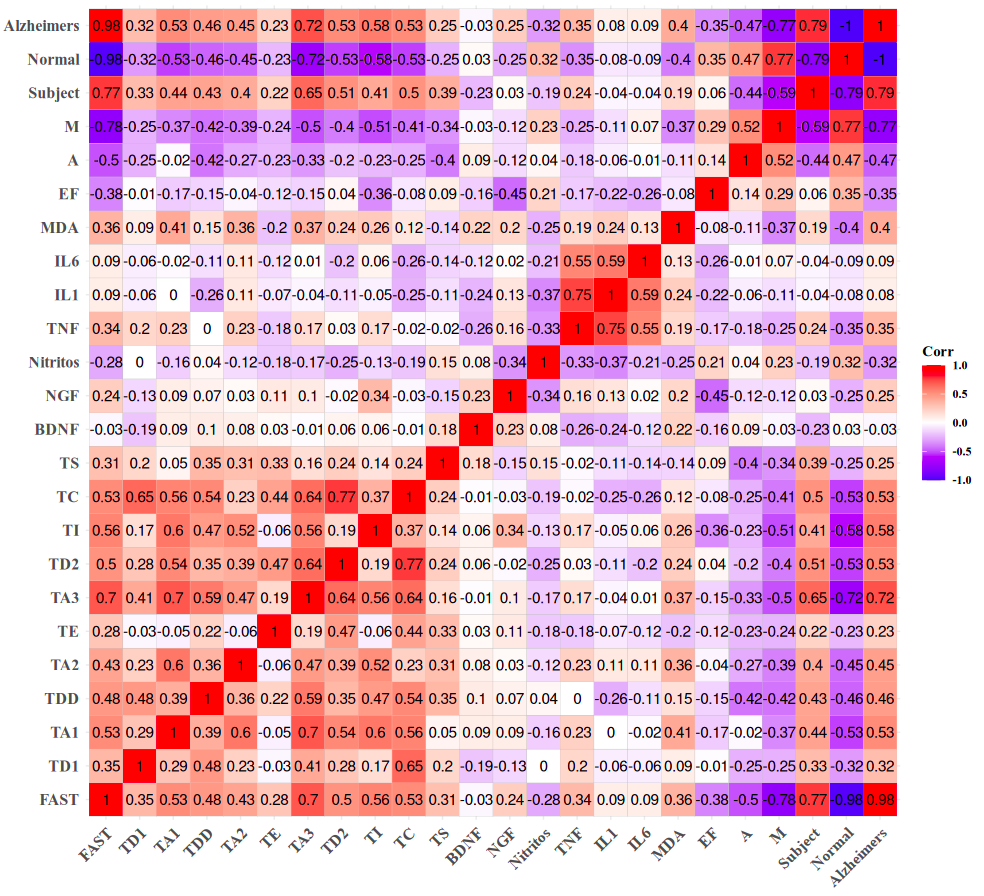 Alzheimers 0.98 0.32 0.53 0.46 0.45 0.23 0.72 0.53 0.58 0.53 0.25 -0.03 0.25 -0.32 0.35 0.08 0.09 0.4 -0.35 -0.47 -0.77 0.79 -1 1
Normal -0.98 -0.32 -0.53 -0.46 -0.45 -0.23 -0.72 -0.53 -0.58 -0.53 -0.25 0.03 -0.25 0.32 -0.35 -0.08 -0.09 -0.4 0.35 0.47 0.77 -0.79 1 -1
Subject 0.77 0.33 0.44 0.43 0.4 0.22 0.65 0.51 0.41 0.5 0.39 -0.23 0.03 -0.19 0.24 -0.04 -0.04 0.19 0.06 -0.44 -0.59 1 -0.79 0.79
M -0.78 -0.25 -0.37 -0.42 -0.39 -0.24 -0.5 -0.4 -0.51 -0.41 -0.34 -0.03 -0.12 0.23 -0.25 -0.11 0.07 -0.37 0.29 0.52 1 -0.59 0.77 -0.77
A -0.5 -0.25 -0.02 -0.42 -0.27 -0.23 -0.33 -0.2 -0.23 -0.25 -0.4 0.09 -0.12 0.04 -0.18 -0.06 -0.01 -0.11 0.14 1 0.52 -0.44 0.47 -0.47
EF -0.38 -0.01 -0.17 -0.15 -0.04 -0.12 -0.15 0.04 -0.36 -0.08 0.09 -0.16 -0.45 0.21 -0.17 -0.22 -0.26 -0.08 1 0.14 0.29 0.06 0.35 -0.35
MDA 0.36 0.09 0.41 0.15 0.36 -0.2 0.37 0.24 0.26 0.12 -0.14 0.22 0.2 -0.25 0.19 0.24 0.13 1 -0.08 -0.11 -0.37 0.19 -0.4 0.4
IL6 0.09 -0.06 -0.02 -0.11 0.11 -0.12 0.01 -0.2 0.06 -0.26 -0.14 -0.12 0.02 -0.21 0.55 0.59 1 0.13 -0.26 -0.01 0.07 -0.04 -0.09 0.09
IL1 0.09 -0.06 0 -0.26 0.11 -0.07 -0.04 -0.11 -0.05 -0.25 -0.11 -0.24 0.13 -0.37 0.75 1 0.59 0.24 -0.22 -0.06 -0.11 -0.04 -0.08 0.08
TNF 0.34 0.2 0.23 0 0.23 -0.18 0.17 0.03 0.17 -0.02 -0.02 -0.26 0.16 -0.33 1 0.75 0.55 0.19 -0.17 -0.18 -0.25 0.24 -0.35 0.35
Nitritos -0.28 0 -0.16 0.04 -0.12 -0.18 -0.17 -0.25 -0.13 -0.19 0.15 0.08 -0.34 1 -0.33 -0.37 -0.21 -0.25 0.21 0.04 0.23 -0.19 0.32 -0.32
NGF 0.24 -0.13 0.09 0.07 0.03 0.11 0.1 -0.02 0.34 -0.03 -0.15 0.23 1 -0.34 0.16 0.13 0.02 0.2 -0.45 -0.12 -0.12 0.03 -0.25 0.25
BDNF -0.03 -0.19 0.09 0.1 0.08 0.03 -0.01 0.06 0.06 -0.01 0.18 1 0.23 0.08 -0.26 -0.24 -0.12 0.22 -0.16 0.09 -0.03 -0.23 0.03 -0.03
TS 0.31 0.2 0.05 0.35 0.31 0.33 0.16 0.24 0.14 0.24 1 0.18 -0.15 0.15 -0.02 -0.11 -0.14 -0.14 0.09 -0.4 -0.34 0.39 -0.25 0.25
TC 0.53 0.65 0.56 0.54 0.23 0.44 0.64 0.77 0.37 1 0.24 -0.01 -0.03 -0.19 -0.02 -0.25 -0.26 0.12 -0.08 -0.25 -0.41 0.5 -0.53 0.53
TI 0.56 0.17 0.6 0.47 0.52 -0.06 0.56 0.19 1 0.37 0.14 0.06 0.34 -0.13 0.17 -0.05 0.06 0.26 -0.36 -0.23 -0.51 0.41 -0.58 0.58
TD2 0.5 0.28 0.54 0.35 0.39 0.47 0.64 1 0.19 0.77 0.24 0.06 -0.02 -0.25 0.03 -0.11 -0.2 0.24 0.04 -0.2 -0.4 0.51 -0.53 0.53
TA3 0.7 0.41 0.7 0.59 0.47 0.19 1 0.64 0.56 0.64 0.16 -0.01 0.1 -0.17 0.17 -0.04 0.01 0.37 -0.15 -0.33 -0.5 0.65 -0.72 0.72
TE 0.28 -0.03 -0.05 0.22 -0.06 1 0.19 0.47 -0.06 0.44 0.33 0.03 0.11 -0.18 -0.18 -0.07 -0.12 -0.2 -0.12 -0.23 -0.24 0.22 -0.23 0.23
TA2 0.43 0.23 0.6 0.36 1 -0.06 0.47 0.39 0.52 0.23 0.31 0.08 0.03 -0.12 0.23 0.11 0.11 0.36 -0.04 -0.27 -0.39 0.4 -0.45 0.45
TDD 0.48 0.48 0.39 1 0.36 0.22 0.59 0.35 0.47 0.54 0.35 0.1 0.07 0.04 0 -0.26 -0.11 0.15 -0.15 -0.42 -0.42 0.43 -0.46 0.46
TA1 0.53 0.29 1 0.39 0.6 -0.05 0.7 0.54 0.6 0.56 0.05 0.09 0.09 -0.16 0.23 0 -0.02 0.41 -0.17 -0.02 -0.37 0.44 -0.53 0.53
TD1 0.35 1 0.29 0.48 0.23 -0.03 0.41 0.28 0.17 0.65 0.2 -0.19 -0.13 0 0.2 -0.06 -0.06 0.09 -0.01 -0.25 -0.25 0.33 -0.32 0.32
FAST 1 0.35 0.53 0.48 0.43 0.28 0.7 0.5 0.56 0.53 0.31 -0.03 0.24 -0.28 0.34 0.09 0.09 0.36 -0.38 -0.5 -0.78 0.77 -0.98 0.98
FAST TD1 TA1 TDD TA2 TE TA3 TD2 TI TC TS BDNF NGF Nitritos TNF IL1 IL6 MDA EF A M Subject Normal Alzheimers
Corr
1.0
0.5
0.0
-0.5
-1.0